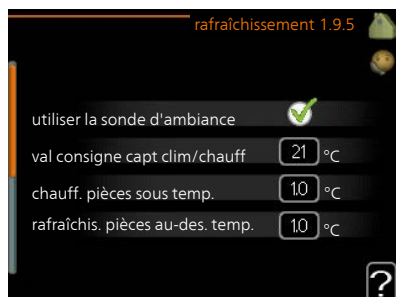 rafraîchissement 1.9.5
utiliser la sonde d'ambiance
val consigne capt clim/chauff 21 °C
chauff. pièces sous temp. 1.0 °C
rafraîchis. pièces au-des. temp. 1.0 °C
?